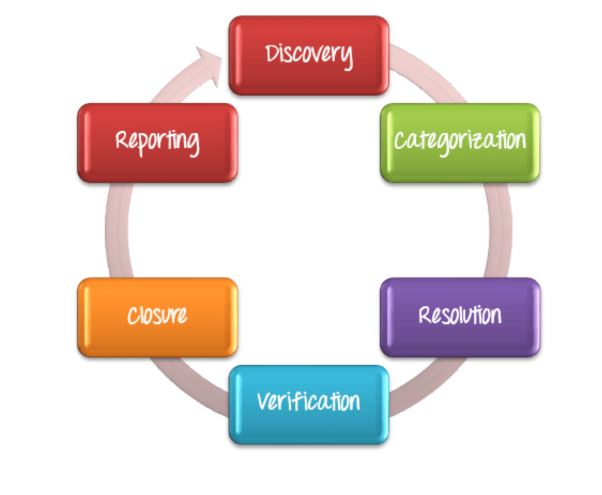 Discovery
Categorization
Resolution
Verification
Closure
Reporting